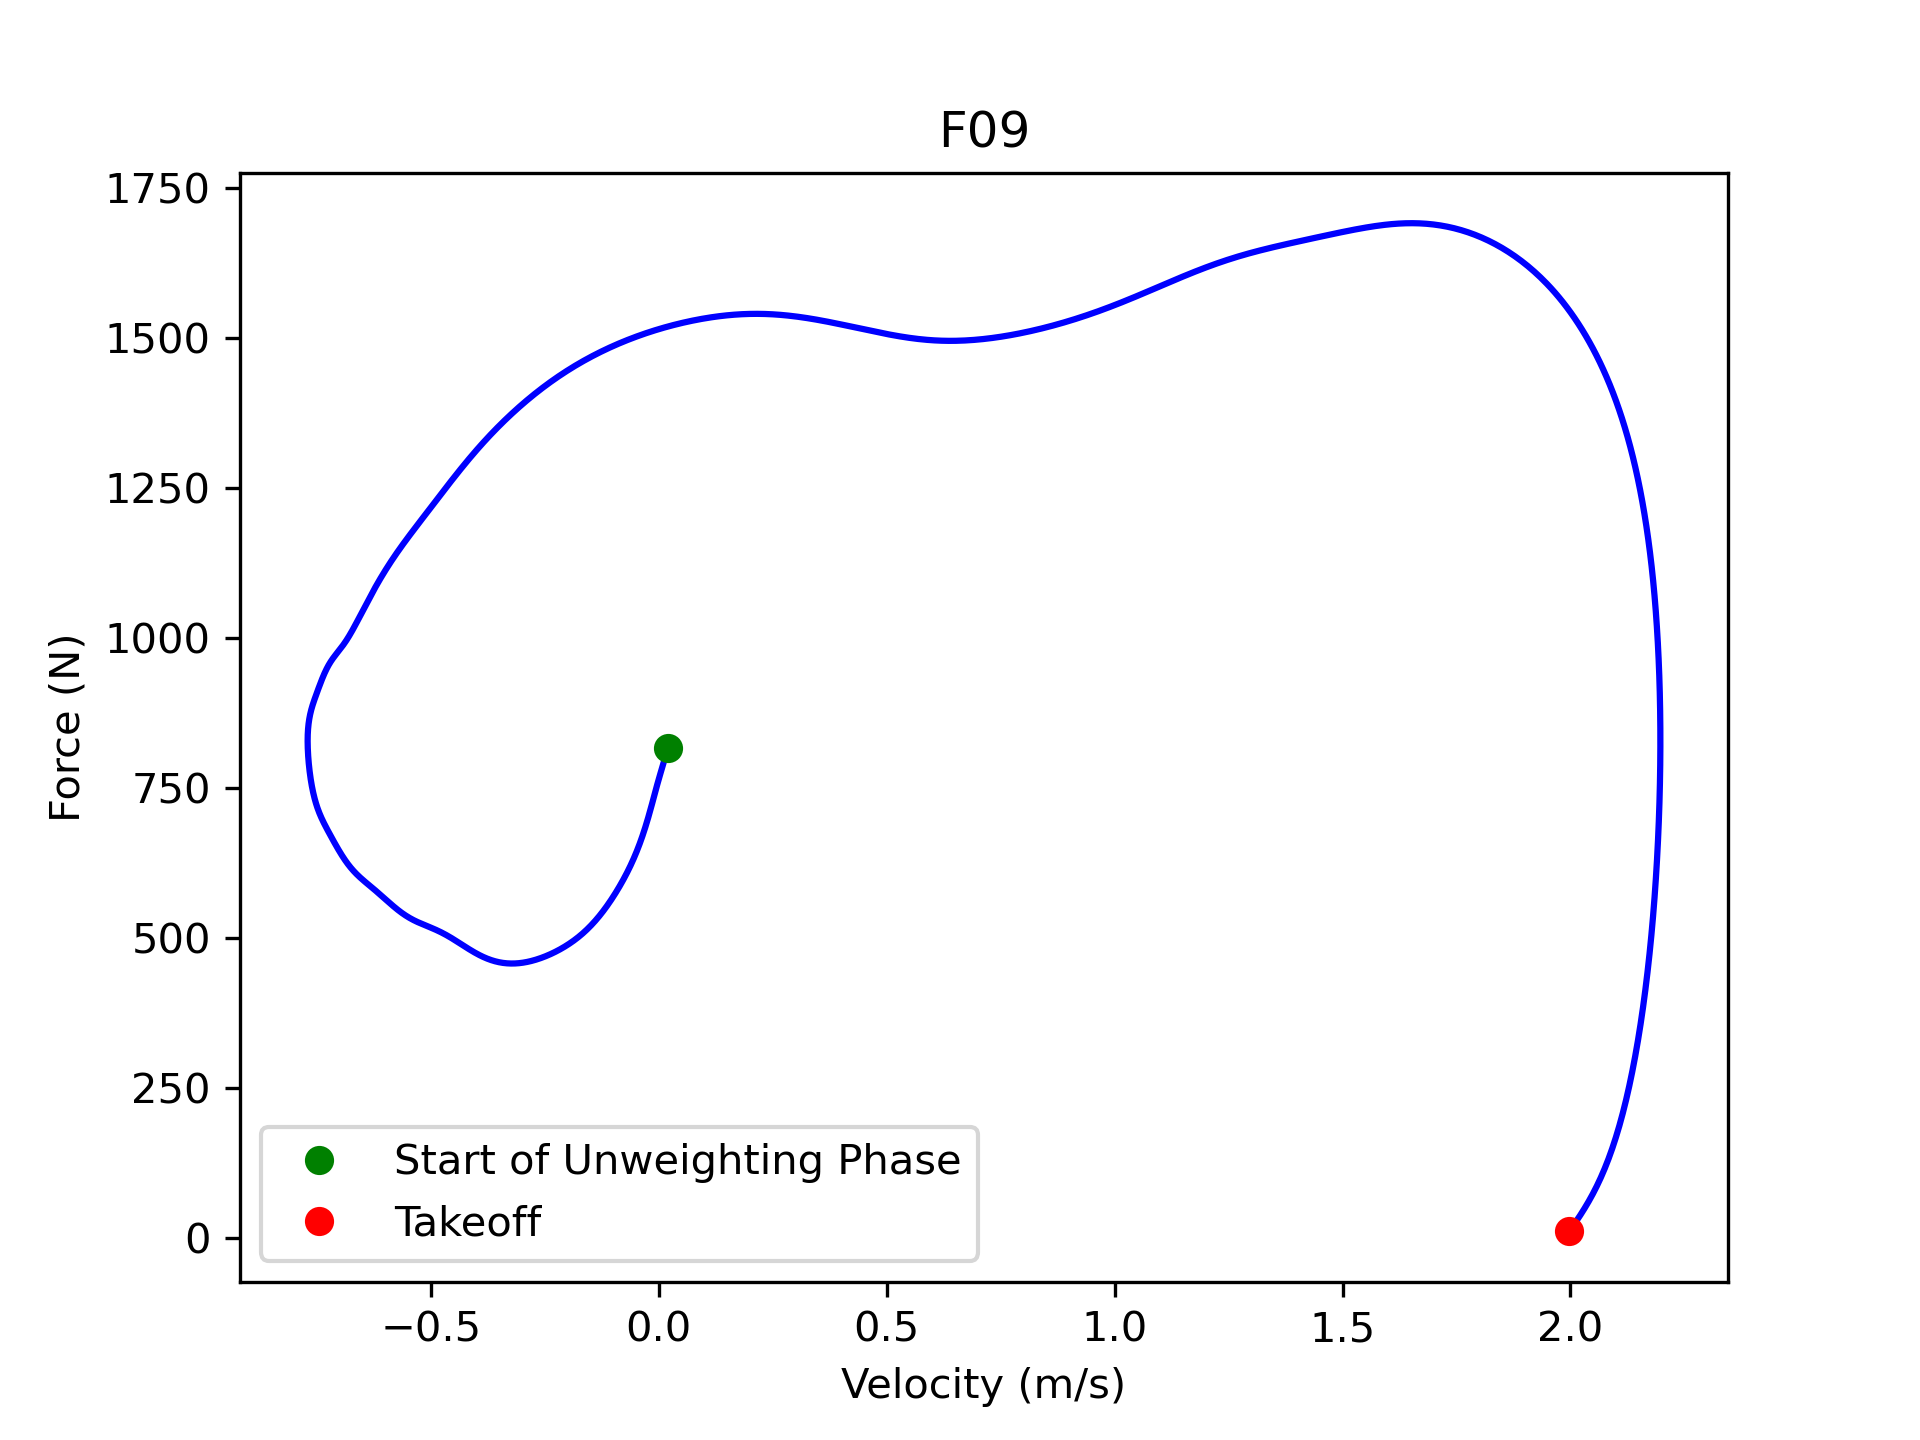 F09
1750
1500
1250
1000
750
500
250
0
Force (N)
Start of Unweighting Phase
Takeoff
−0.5 0.0 0.5 1.0 1.5 2.0
Velocity (m/s)